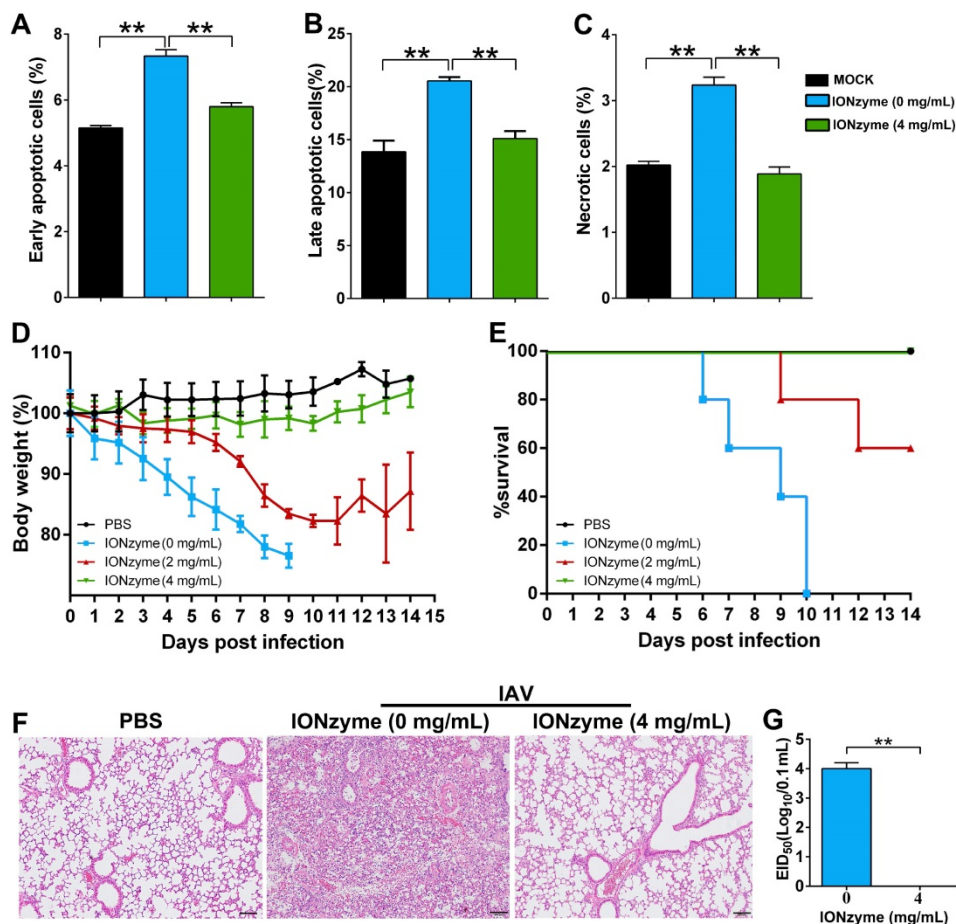 A
Early apoptotic cells (%)
8
6
4
2
0
** **
B
Late apoptotic cells(%)
25
20
15
10
5
0
** **
C
Necrotic cells (%)
4
3
2
1
0
** **
MOCK
IONzyme (0 mg/mL)
IONzyme (4 mg/mL)
D
Body weight (%)
110
100
90
80
PBS
IONzyme (0 mg/mL)
IONzyme (2 mg/mL)
IONzyme (4 mg/mL)
0 1 2 3 4 5 6 7 8 9 10 11 12 13 14 15
Days post infection
E
%survival
100
80
60
40
20
0
PBS
IONzyme (0 mg/mL)
IONzyme (2 mg/mL)
IONzyme (4 mg/mL)
0 1 2 3 4 5 6 7 8 9 10 11 12 13 14
Days post infection
F
IAV
PBS
IONzyme (0 mg/mL)
IONzyme (4 mg/mL)
G
EID50(Log10/0.1mL)
5
4
3
2
1
0
**
0 4
IONzyme (mg/mL)